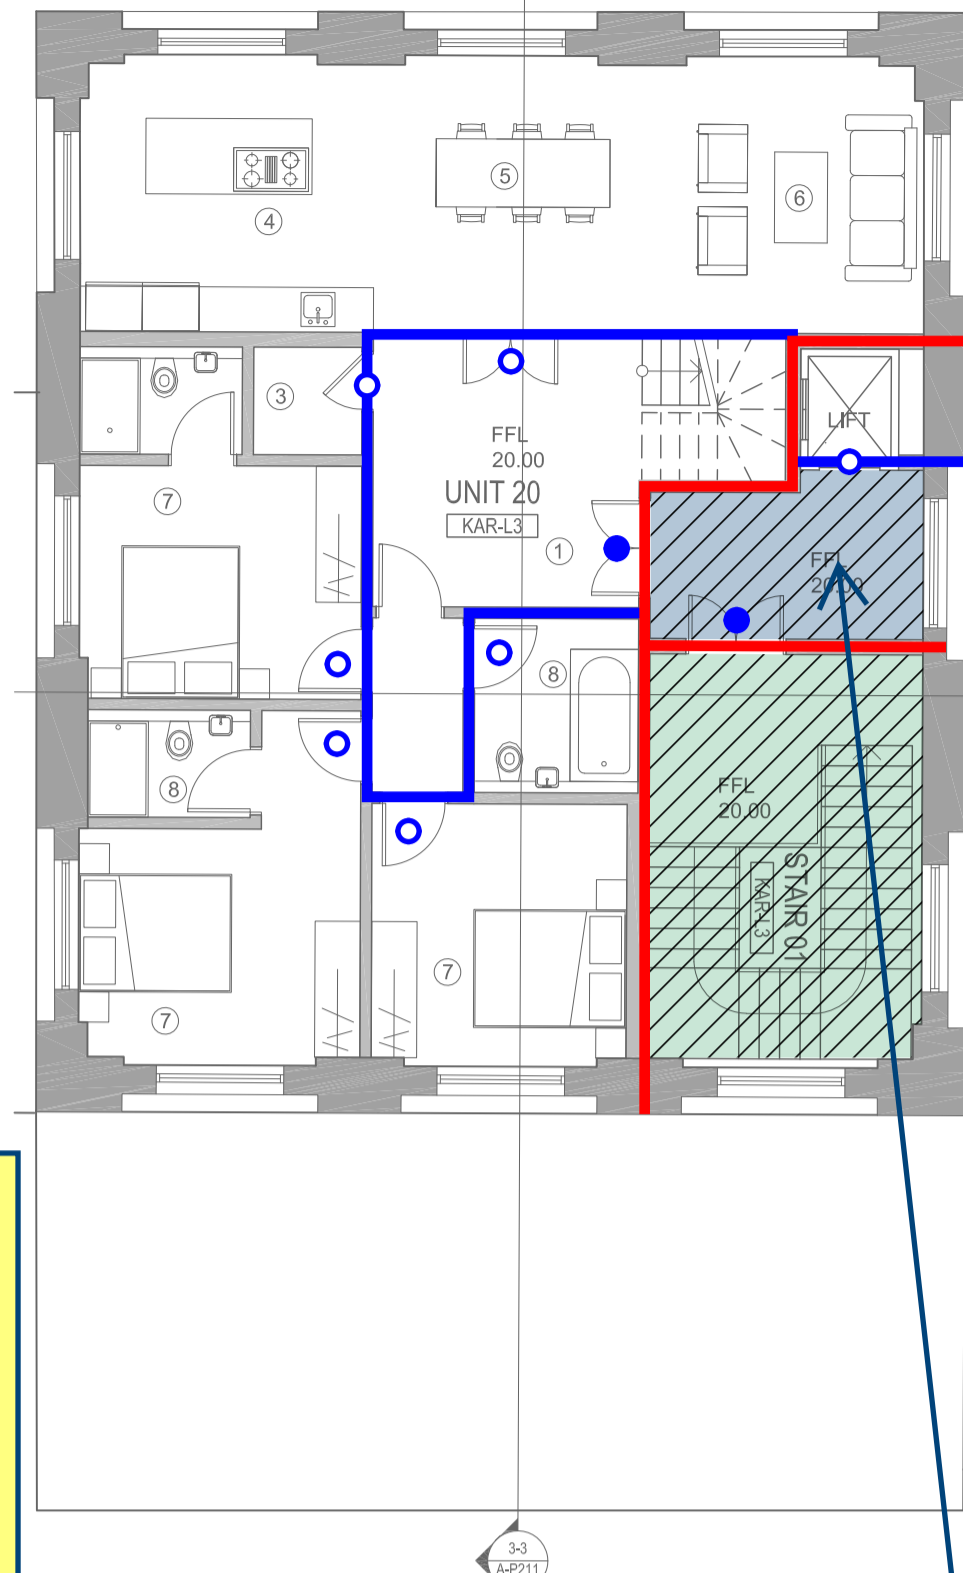 5
6
4
3
LIFT
FFL
20.00
UNIT 20
KAR-L3
7
1
FFL
20.00
8
FFL
20.00
8
STAIR 01
KAR-L3
7
7
3-3
A-P211